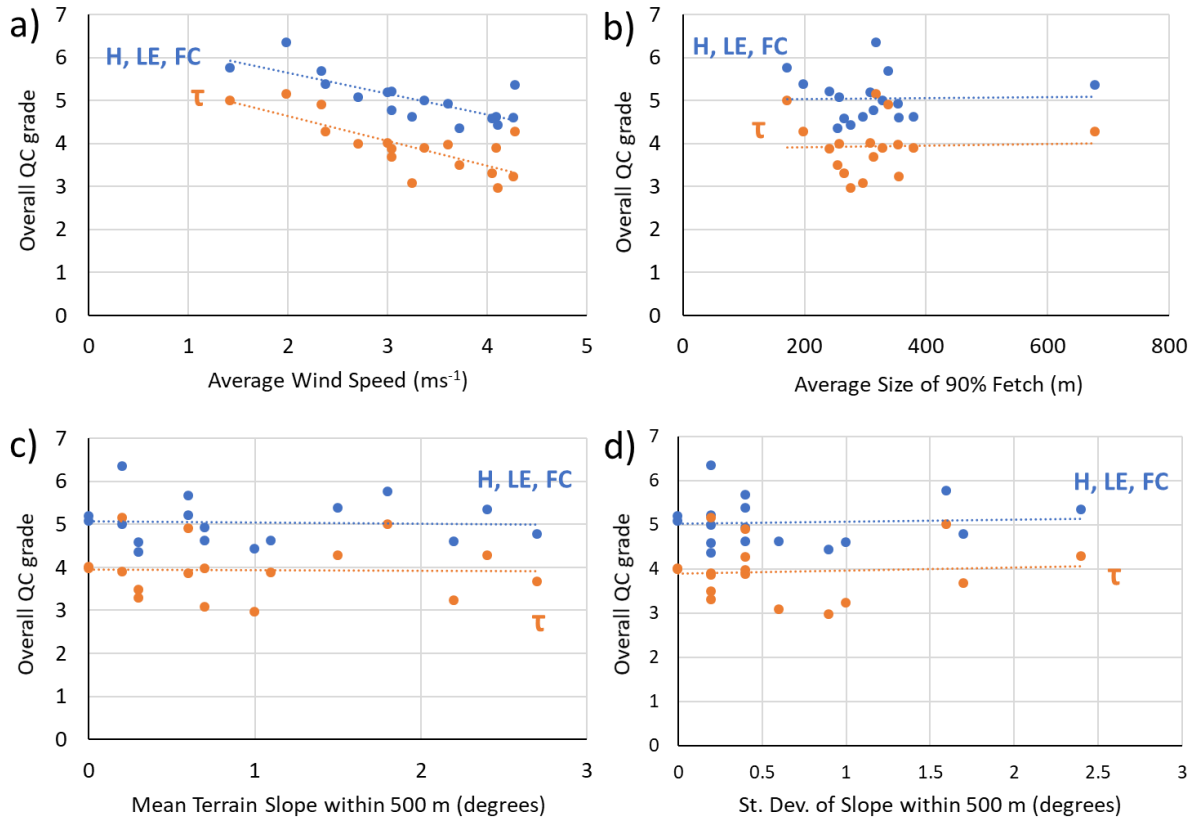 a)
7
6
5
4
3
2
1
0
Overall QC grade
H, LE, FC
τ
0 1 2 3 4 5
Average Wind Speed (ms⁻¹)
b)
7
6
5
4
3
2
1
0
Overall QC grade
H, LE, FC
τ
0 200 400 600 800
Average Size of 90% Fetch (m)
c)
7
6
5
4
3
2
1
0
Overall QC grade
H, LE, FC
τ
0 1 2 3
Mean Terrain Slope within 500 m (degrees)
d)
7
6
5
4
3
2
1
0
Overall QC grade
H, LE, FC
τ
0 0.5 1 1.5 2 2.5 3
St. Dev. of Slope within 500 m (degrees)